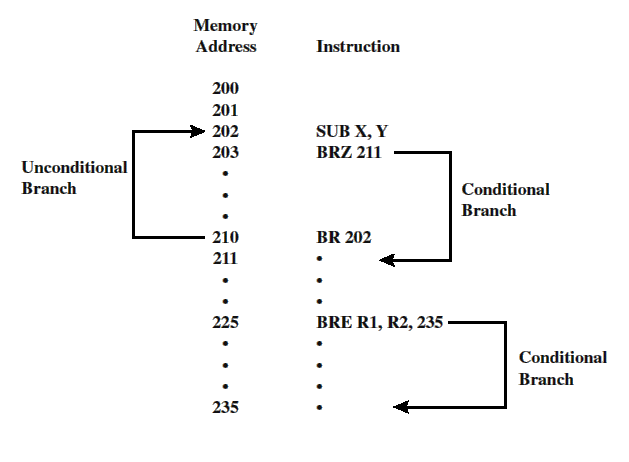 Memory
Address Instruction
200
201
202 SUB X, Y
203 BRZ 211
Unconditional
Branch
Conditional
Branch
210 BR 202
211
225 BRE R1, R2, 235
Conditional
Branch
235